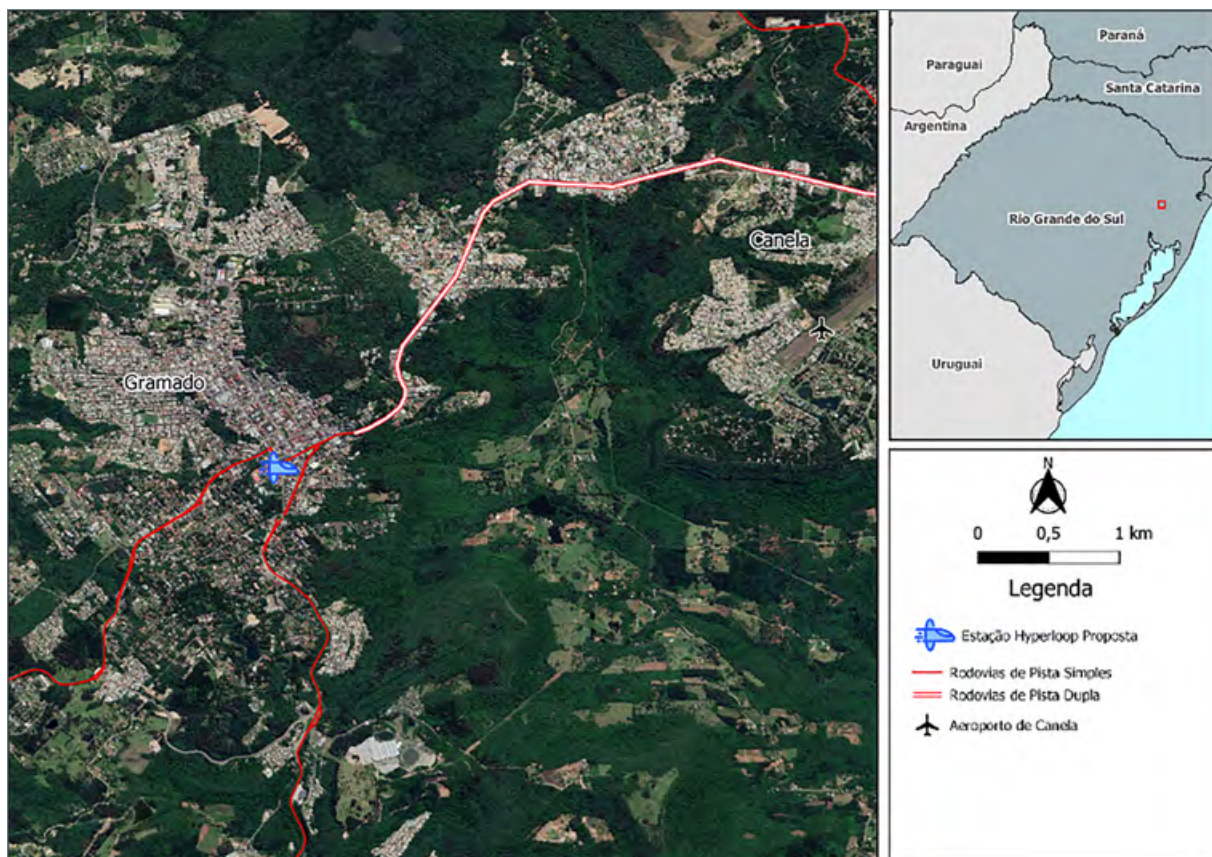 Gramado
Canela
Paraná
Paraguai
Santa Catarina
Argentina
Rio Grande do Sul
Uruguai
N
0 0,5 1 km
Legenda
Estação Hyperloop Proposta
Rodovias de Pista Simples
Rodovias de Pista Dupla
Aeroporto de Canela